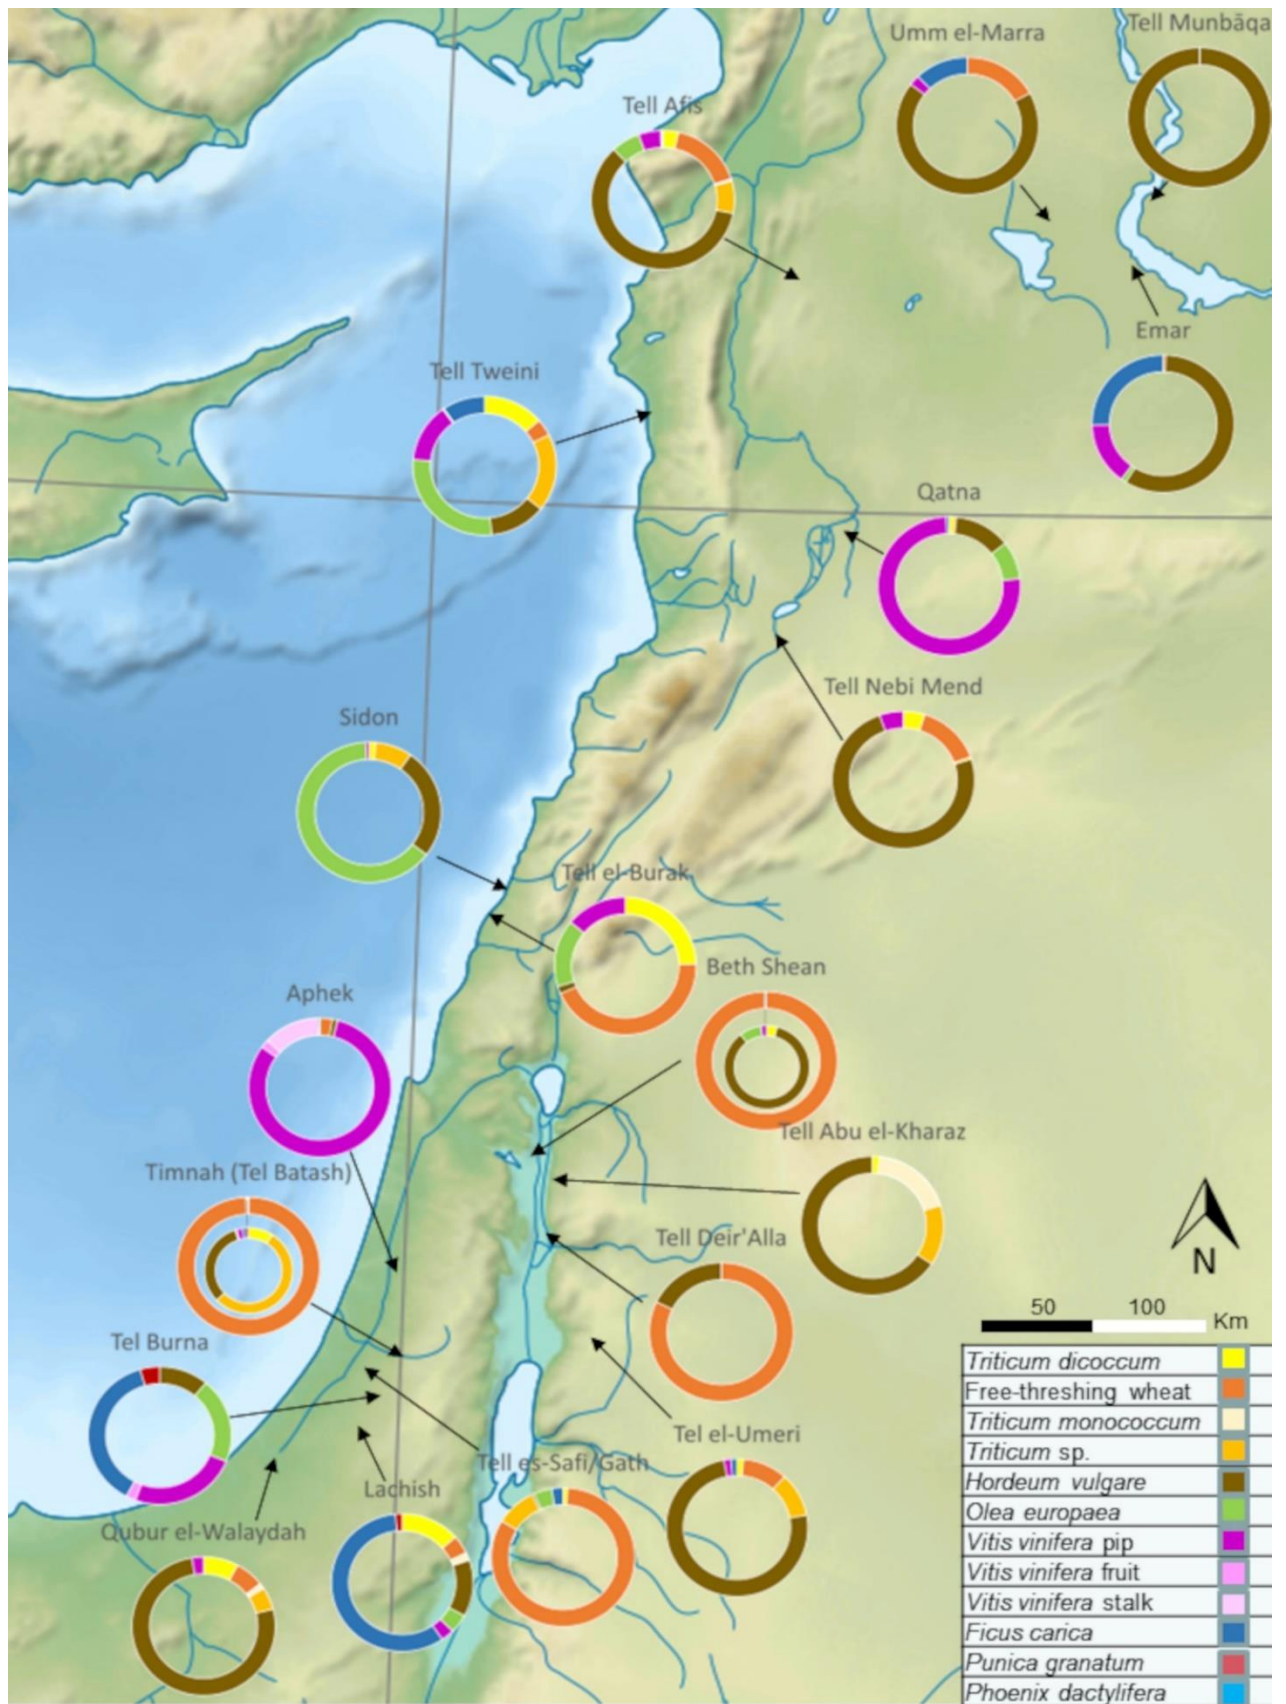 Umm el-Marra
Tell Munbāqa
Tell Afis
Emar
Tell Tweini
Qatna
Tell Nebi Mend
Sidon
Tell el-Burak
Beth Shean
Aphek
Tell Abu el-Kharaz
Timnah (Tel Batash)
Tell Deir'Alla
N
50 100
Km
Tel Burna
Tel el-Umeri
Tell es-Safi/Gath
Lachish
Qubur el-Walaydah
Triticum dicoccum
Free-threshing wheat
Triticum monococcum
Triticum sp.
Hordeum vulgare
Olea europaea
Vitis vinifera pip
Vitis vinifera fruit
Vitis vinifera stalk
Ficus carica
Punica granatum
Phoenix dactylifera